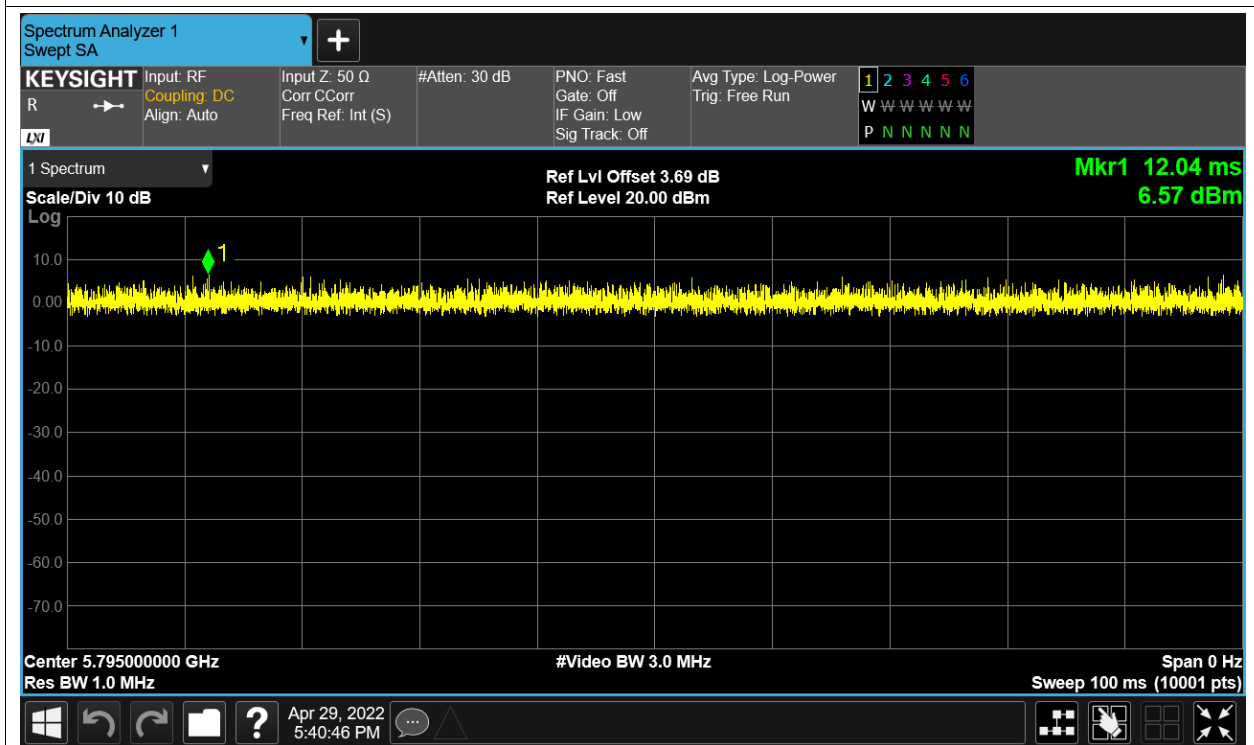 Spectrum Analyzer 1
Swept SA
KEYSIGHT
R
LXI
Input: RF
Coupling: DC
Align: Auto
Input Z: 50 Ω
Corr CCorr
Freq Ref: Int (S)
#Atten: 30 dB
PNO: Fast
Gate: Off
IF Gain: Low
Sig Track: Off
Avg Type: Log-Power
Trig: Free Run
1 2 3 4 5 6
W W W W W W
P N N N N N
1 Spectrum
Scale/Div 10 dB
Log
Ref Lvl Offset 3.69 dB
Ref Level 20.00 dBm
Mkr1 12.04 ms
6.57 dBm
1
10.0
0.00
-10.0
-20.0
-30.0
-40.0
-50.0
-60.0
-70.0
Center 5.795000000 GHz
Res BW 1.0 MHz
#Video BW 3.0 MHz
Span 0 Hz
Sweep 100 ms (10001 pts)
?
Apr 29, 2022
5:40:46 PM